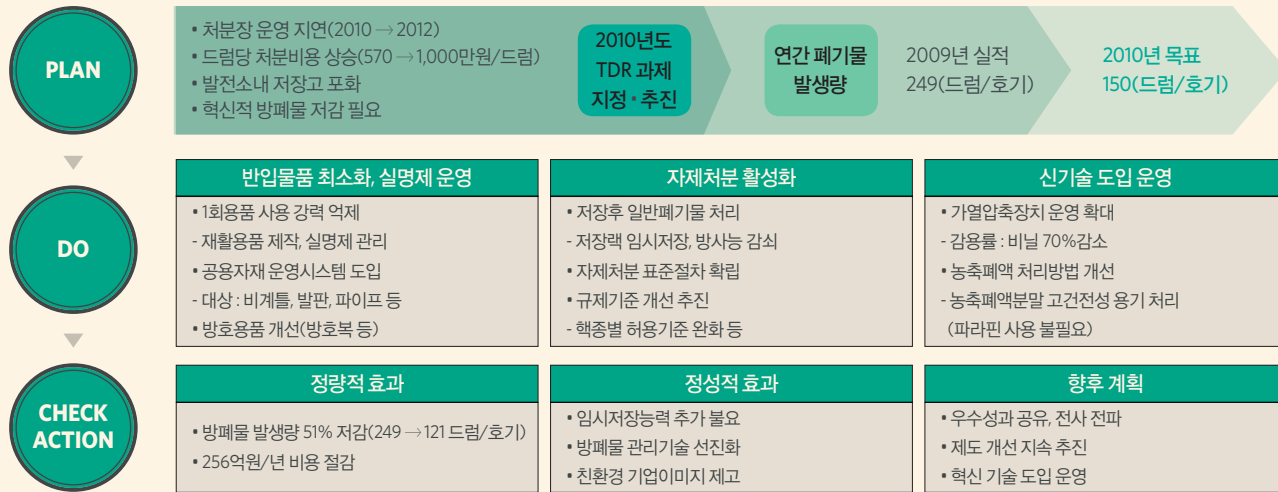 PLAN
• 처분장 운영 지연(2010 → 2012)
• 드럼당 처분비용 상승(570 → 1,000만원/드럼)
• 발전소내 저장고 포화
• 혁신적 방폐물 저감 필요
2010년도
TDR 과제
지정 · 추진
연간 폐기물
발생량
2009년 실적
249(드럼/호기)
2010년 목표
150(드럼/호기)
DO
반입물품 최소화, 실명제 운영
• 1회용품 사용 강력 억제
- 재활용품 제작, 실명제 관리
• 공용자재 운영시스템 도입
- 대상 : 비계틀, 발판, 파이프 등
• 방호용품 개선(방호복 등)
자체처분 활성화
• 저장후 일반폐기물 처리
- 저장랙 임시저장, 방사능 감쇠
• 자체처분 표준절차 확립
• 규제기준 개선 추진
- 핵종별 허용기준 완화 등
신기술 도입 운영
• 가열압축장치 운영 확대
- 감용률 : 비닐 70%감소
• 농축폐액 처리방법 개선
- 농축폐액분말 고건전성 용기 처리
(파라핀 사용 불필요)
CHECK
ACTION
정량적 효과
• 방폐물 발생량 51% 저감(249 → 121 드럼/호기)
• 256억원/년 비용 절감
정성적 효과
• 임시저장능력 추가 불요
• 방폐물 관리기술 선진화
• 친환경 기업이미지 제고
향후 계획
• 우수성과 공유, 전사 전파
• 제도 개선 지속 추진
• 혁신 기술 도입 운영